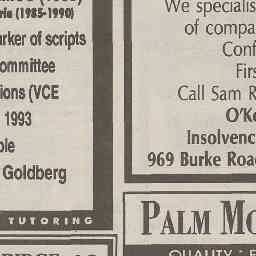 ria (1985-1990)
arker of scripts
ommittee
ions (VCE
1993
ble
Goldberg
TUTORING
We specialis
of compa
Conf
Firs
Call Sam R
O'Ke
Insolvenc
969 Burke Road
PALM MO
QUALITY